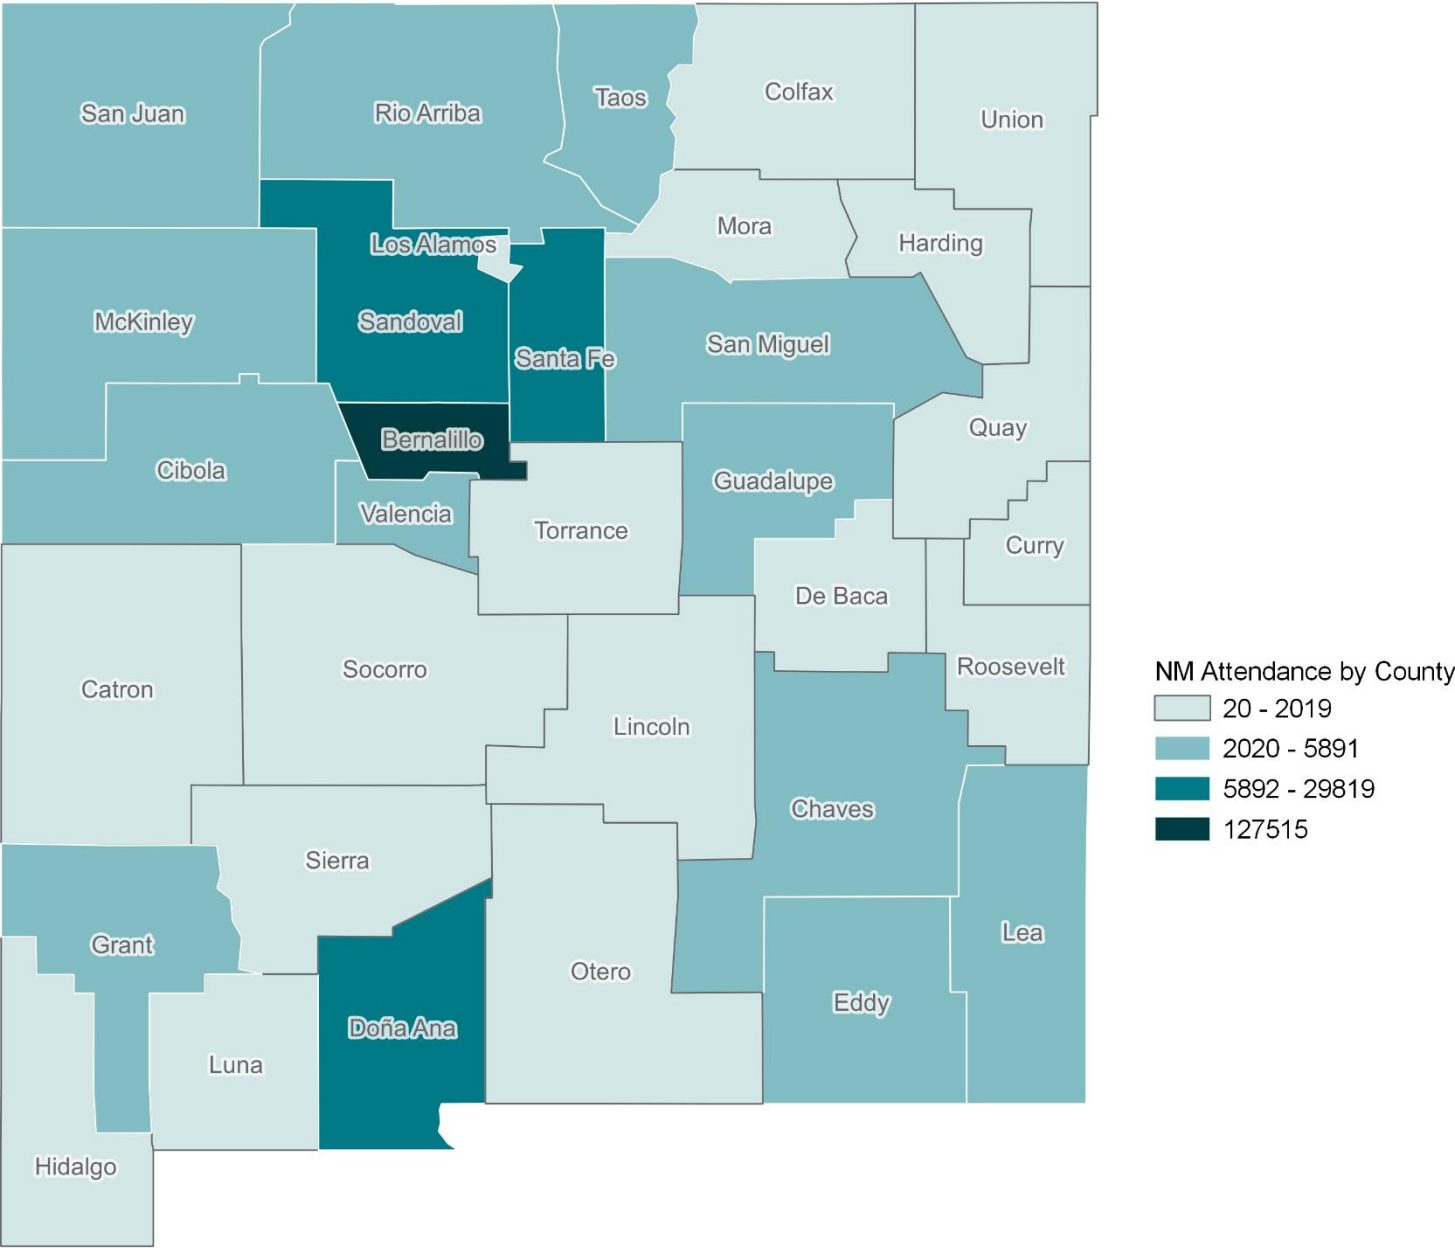 Colfax
Taos
San Juan
Rio Arriba
Union
Mora
Harding
Los Alamos
McKinley
Sandoval
San Miguel
Santa Fe
Quay
Bernalillo
Cibola
Guadalupe
Valencia
Torrance
Curry
De Baca
Roosevelt
Socorro
Catron
Lincoln
NM Attendance by County
20 - 2019
2020 - 5891
5892 - 29819
127515
Chaves
Sierra
Lea
Grant
Otero
Eddy
Doña Ana
Luna
Hidalgo